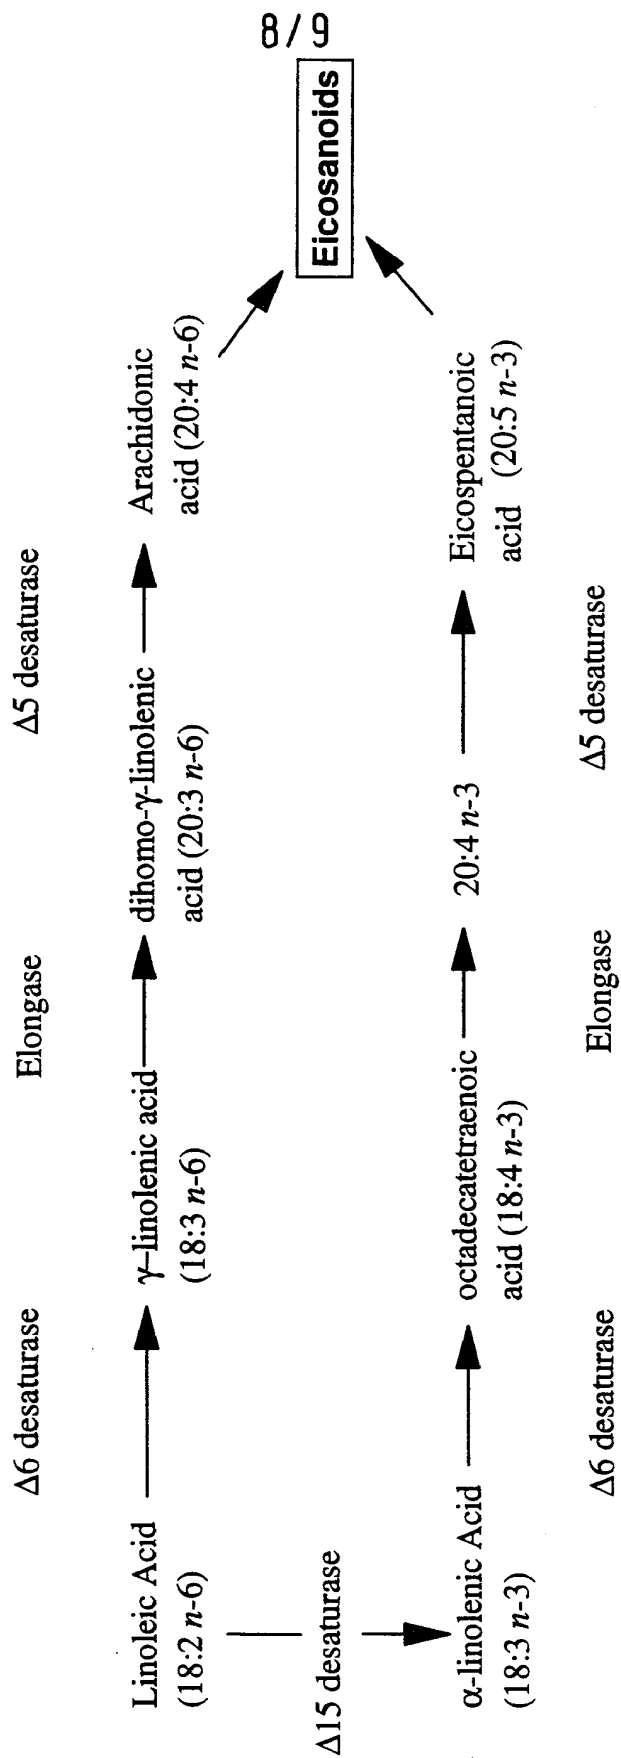 8/9
Δ6 desaturase
Elongase
Δ5 desaturase
Linoleic Acid
(18:2 n-6)
γ–linolenic acid
(18:3 n-6)
dihomo-γ-linolenic
acid (20:3 n-6)
Arachidonic
acid (20:4 n-6)
Δ15 desaturase
Eicosanoids
α-linolenic Acid
(18:3 n-3)
octadecatetraenoic
acid (18:4 n-3)
20:4 n-3
Eicospentanoic
acid (20:5 n-3)
Δ6 desaturase
Elongase
Δ5 desaturase